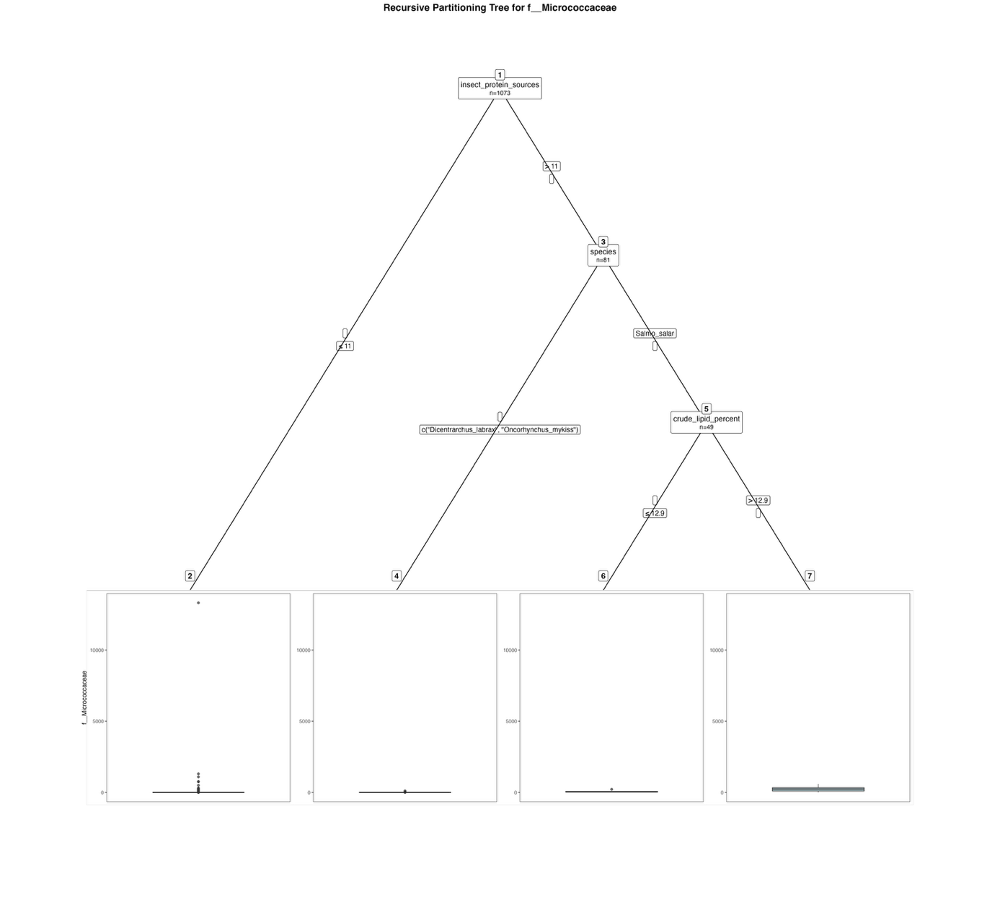 Recursive Partitioning Tree for f__Micrococcaceae
1
insect_protein_sources
n=1073
> 11
3
species
n=81
≤ 11
Salmo_salar
c("Dicentrarchus_labrax", "Oncorhynchus_mykiss")
5
crude_lipid_percent
n=49
≤ 12.9
> 12.9
2
4
6
7
f__Micrococcaceae
10000
5000
0
10000
5000
0
10000
5000
0
10000
5000
0